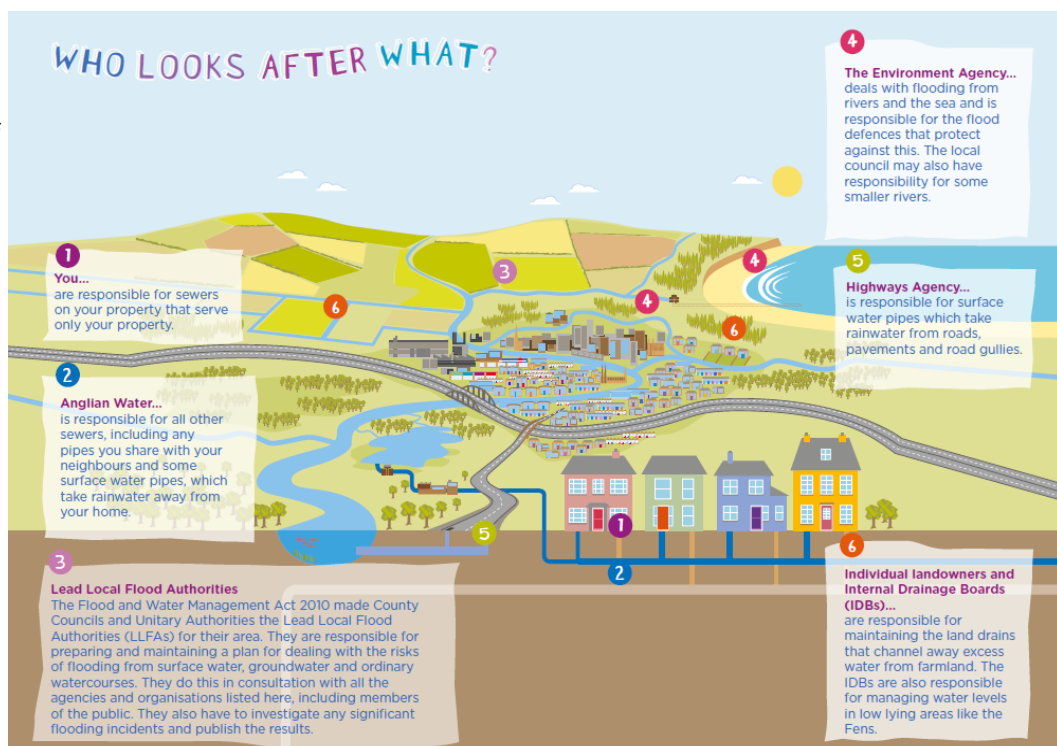 WHO LOOKS AFTER WHAT?
1
You...
are responsible for sewers
on your property that serve
only your property.
2
Anglian Water...
is responsible for all other
sewers, including any
pipes you share with your
neighbours and some
surface water pipes, which
take rainwater away from
your home.
3
Lead Local Flood Authorities
The Flood and Water Management Act 2010 made County
Councils and Unitary Authorities the Lead Local Flood
Authorities (LLFAs) for their area. They are responsible for
preparing and maintaining a plan for dealing with the risks
of flooding from surface water, groundwater and ordinary
watercourses. They do this in consultation with all the
agencies and organisations listed here, including members
of the public. They also have to investigate any significant
flooding incidents and publish the results.
4
The Environment Agency...
deals with flooding from
rivers and the sea and is
responsible for the flood
defences that protect
against this. The local
council may also have
responsibility for some
smaller rivers.
5
Highways Agency...
is responsible for surface
water pipes which take
rainwater from roads,
pavements and road gullies.
6
Individual landowners and
Internal Drainage Boards
(IDBs)...
are responsible for
maintaining the land drains
that channel away excess
water from farmland. The
IDBs are also responsible
for managing water levels
in low lying areas like the
Fens.
3
4
6
4
6
5
1
2